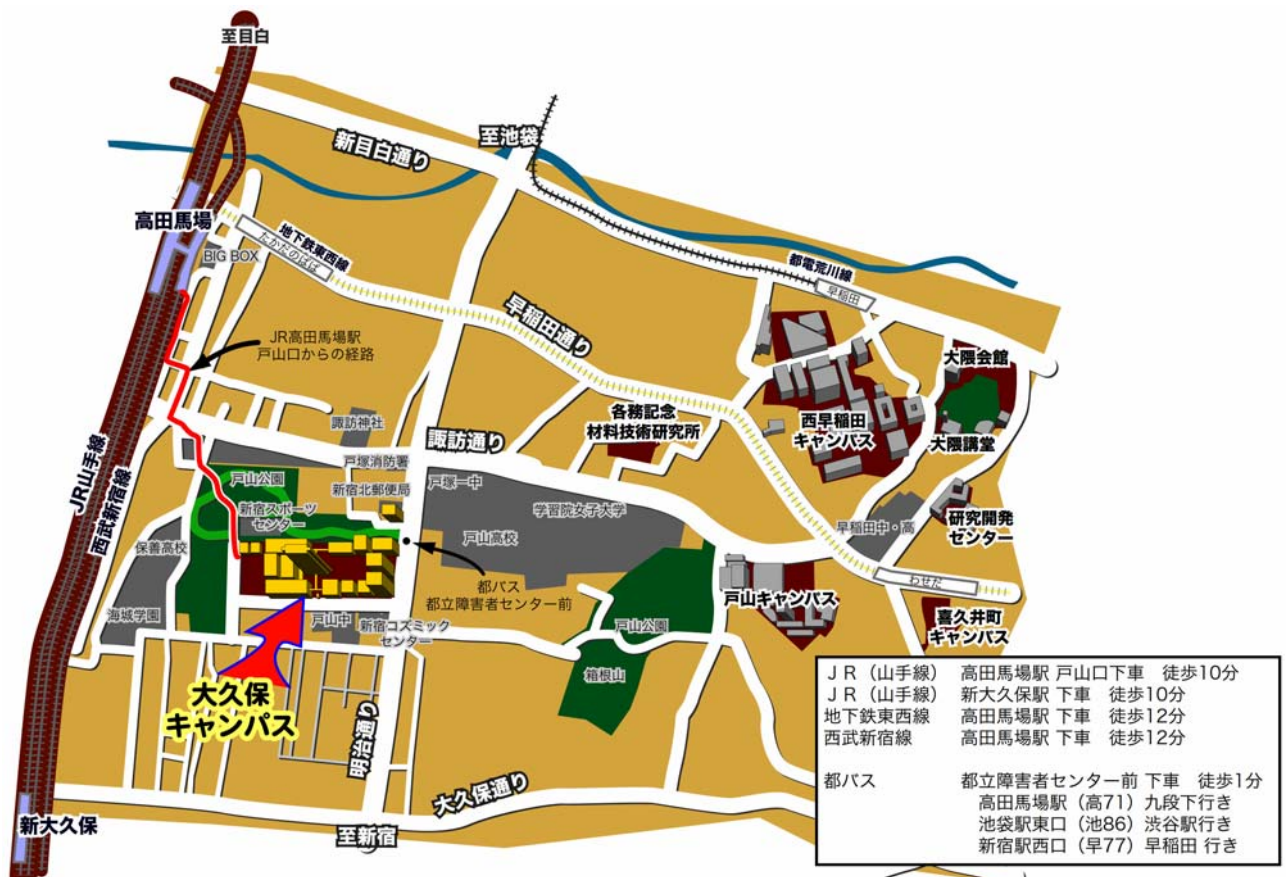 至目白
新目白通り
至池袋
高田馬場
地下鉄東西線
たかだのばば
BIG BOX
都電荒川線
早稲田
早稲田通り
JR高田馬場駅
戸山口からの経路
大隈会館
各務記念
材料技術研究所
西早稲田
キャンパス
大隈講堂
諏訪神社
諏訪通り
戸塚消防署
戸山公園
新宿北郵便局
戸塚一中
新宿スポーツ
センター
学習院女子大学
戸山高校
早稲田中・高
研究開発
センター
JR山手線
西武新宿線
保善高校
わせだ
都バス
都立障害者センター前
戸山キャンパス
海城学園
戸山中
新宿コズミック
センター
戸山公園
喜久井町
キャンパス
箱根山
大久保
キャンパス
明治通り
大久保通り
新大久保
至新宿
JR（山手線） 高田馬場駅 戸山口下車 徒歩10分
JR（山手線） 新大久保駅 下車 徒歩10分
地下鉄東西線 高田馬場駅 下車 徒歩12分
西武新宿線 高田馬場駅 下車 徒歩12分
都バス 都立障害者センター前 下車 徒歩1分
高田馬場駅（高71）九段下行き
池袋駅東口（池86）渋谷駅行き
新宿駅西口（早77）早稲田 行き